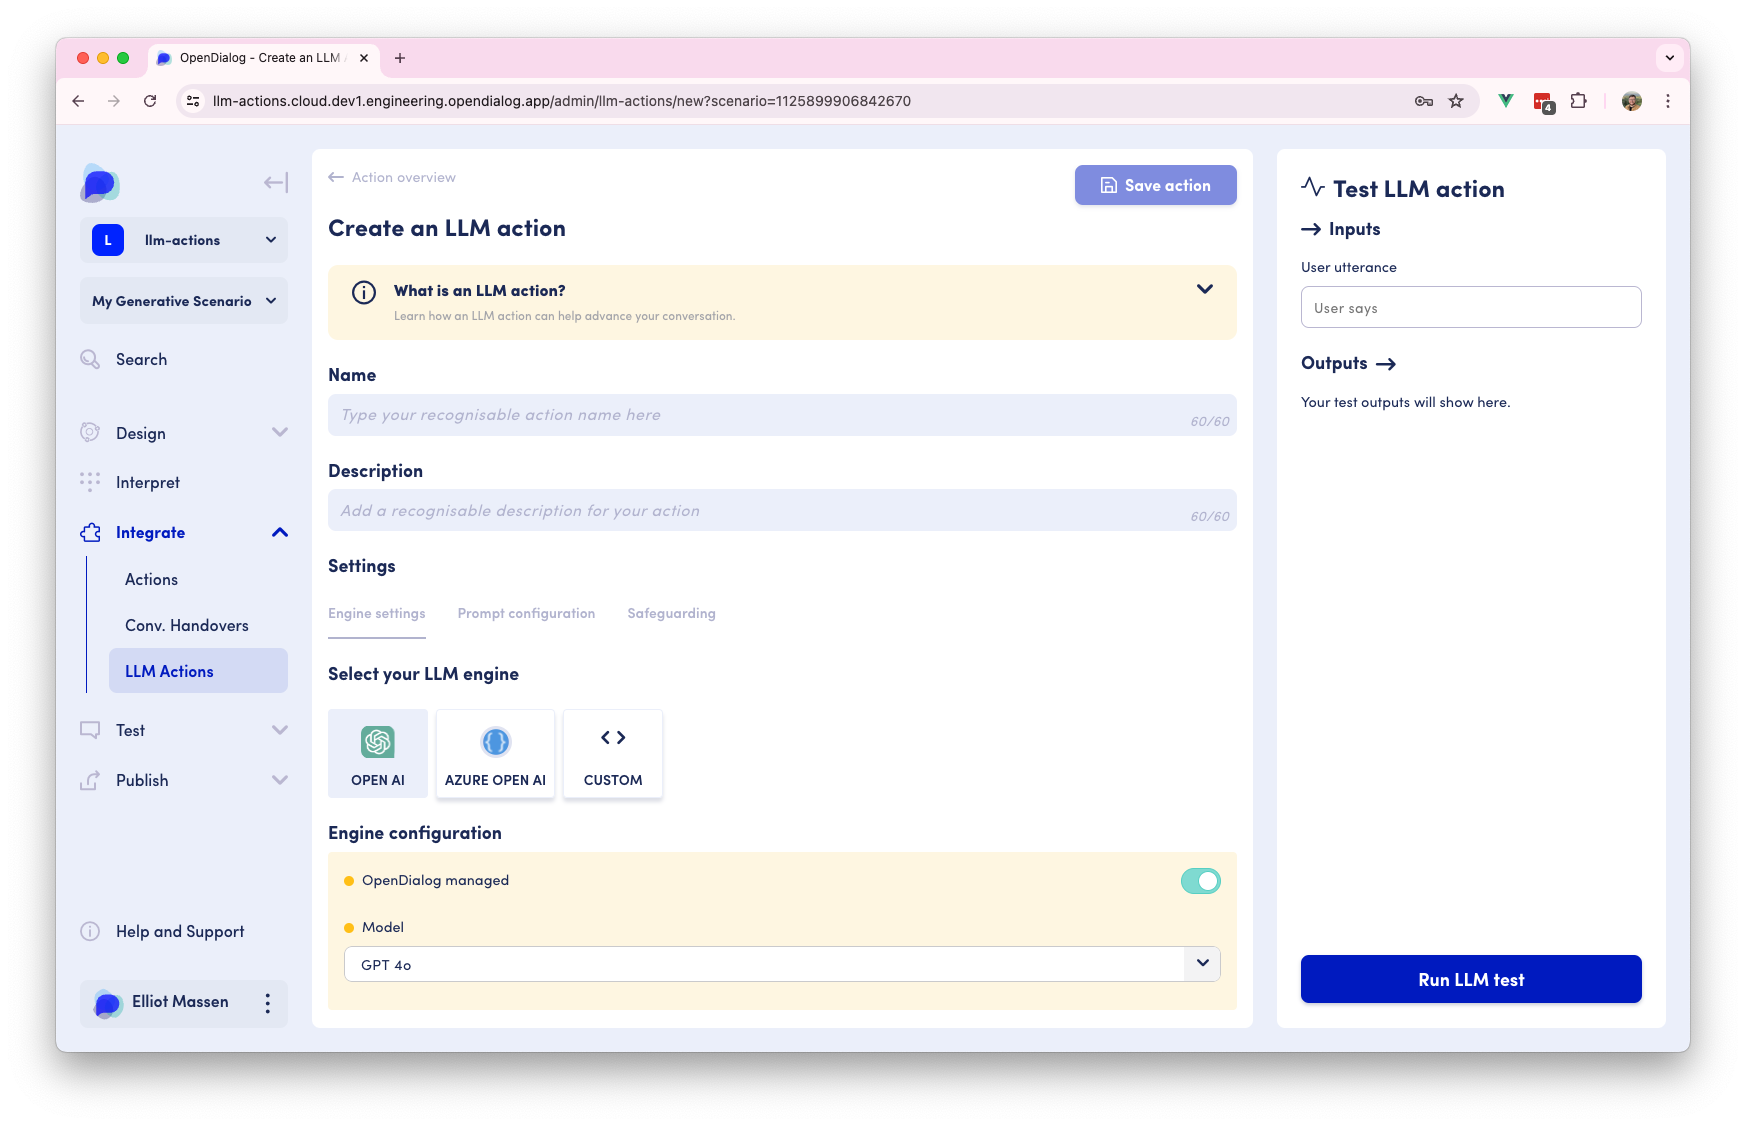 OpenDialog - Create an LLM A
llm-actions.cloud.dev1.engineering.opendialog.app/admin/llm-actions/new?scenario=1125899906842670
4
L
llm-actions
My Generative Scenario
Search
Design
Interpret
Integrate
Actions
Conv. Handovers
LLM Actions
Test
Publish
Help and Support
Elliot Massen
Action overview
Save action
Create an LLM action
What is an LLM action?
Learn how an LLM action can help advance your conversation.
Name
Type your recognisable action name here
60/60
Description
Add a recognisable description for your action
60/60
Settings
Engine settings
Prompt configuration
Safeguarding
Select your LLM engine
OPEN AI
AZURE OPEN AI
CUSTOM
Engine configuration
OpenDialog managed
Model
GPT 4o
Test LLM action
Inputs
User utterance
User says
Outputs
Your test outputs will show here.
Run LLM test